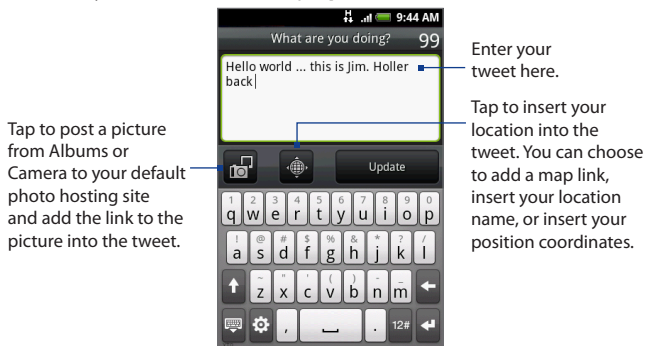 H
9:44 AM
What are you doing?
99
Hello world ... this is Jim. Holler
back
Enter your
tweet here.
Tap to insert your
location into the
tweet. You can choose
to add a map link,
insert your location
name, or insert your
position coordinates.
Tap to post a picture
from Albums or
Camera to your default
photo hosting site
and add the link to the
picture into the tweet.
Update
1 2 3 4 5 6 7 8 9 0
q w e r t y u i o p
! @ # $ % & * ? /
a s d f g h j k l
~ " ' ( ) - _
z x c v b n m
, . 12#